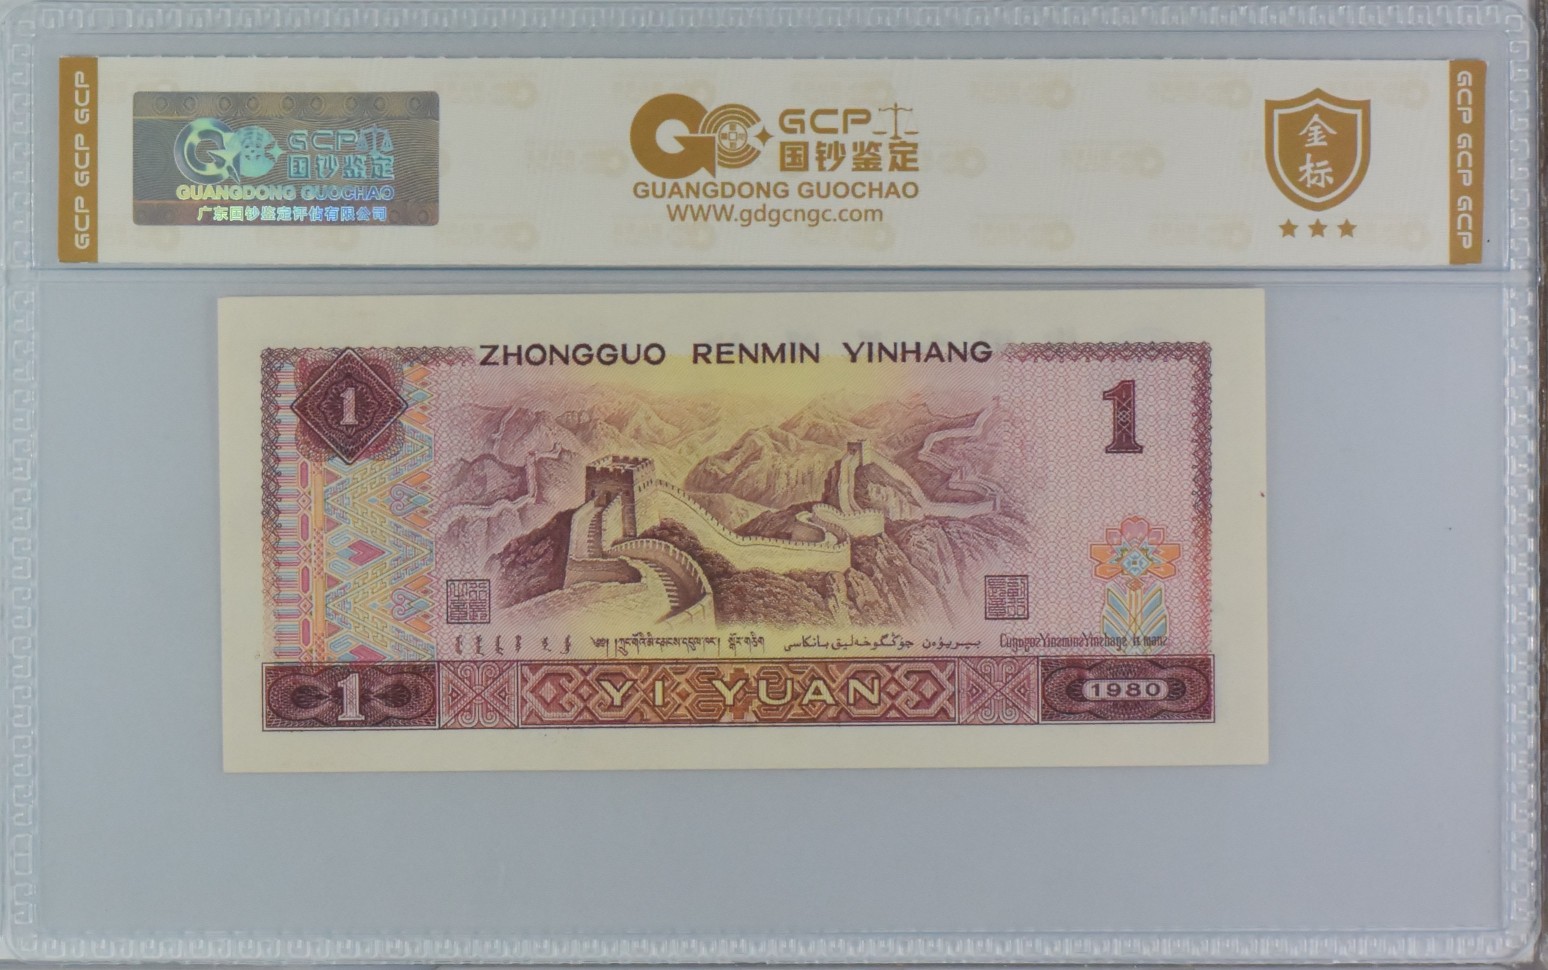 GCP GCP GCP
GCP
国钞鉴定
GUANGDONG GUOCHAO
广东国钞鉴定评估有限公司
GCP
国钞鉴定
GUANGDONG GUOCHAO
WWW.gdgcngc.com
金
标
GCP GCP GCP
ZHONGGUO RENMIN YINHANG
1
1
1
YI YUAN
1980